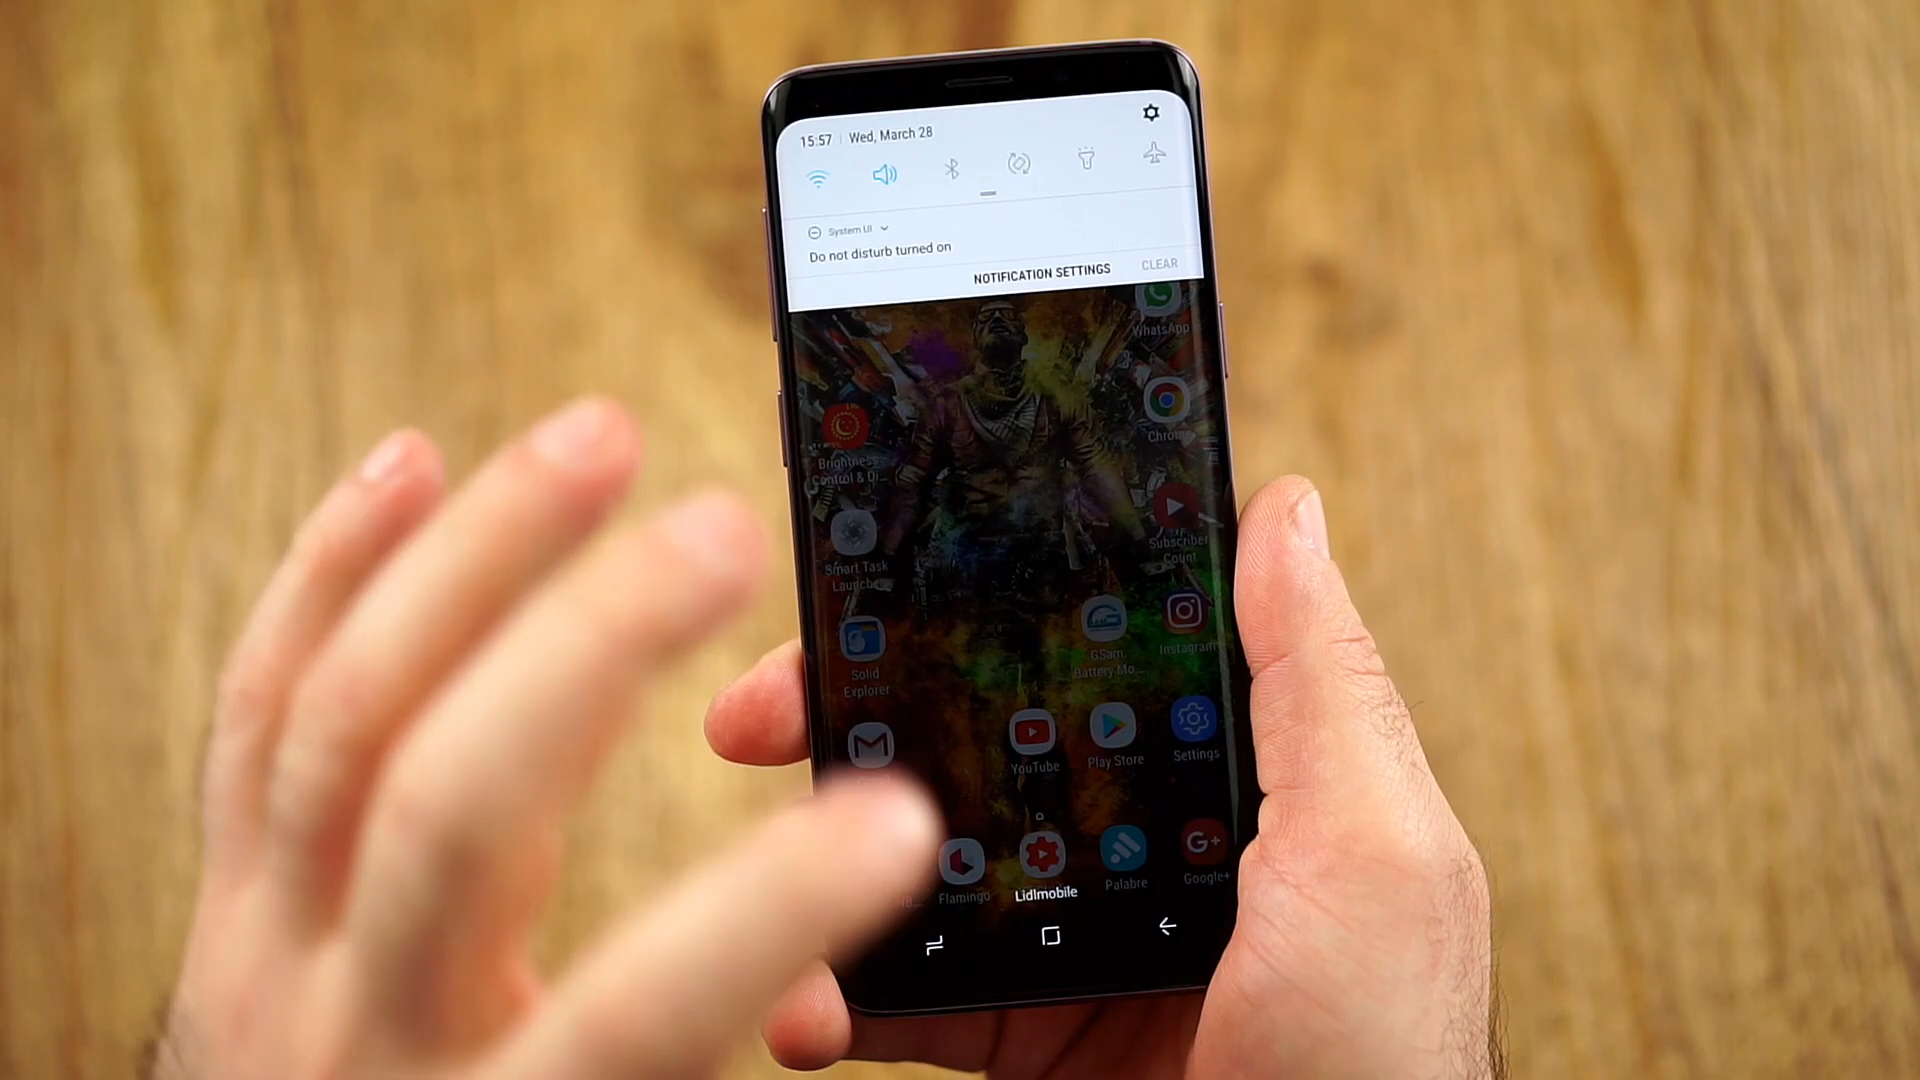 15:57 | Wed, March 28
System UI
Do not disturb turned on
NOTIFICATION SETTINGS
CLEAR
WhatsApp
Chrome
Brightness
Control & Di...
Subscriber
Count
Smart Task
Launcher
Instagram
GSam
Battery Mo...
Solid
Explorer
YouTube
Play Store
Settings
NB...
Flamingo
Lidlmobile
Palabre
Google+